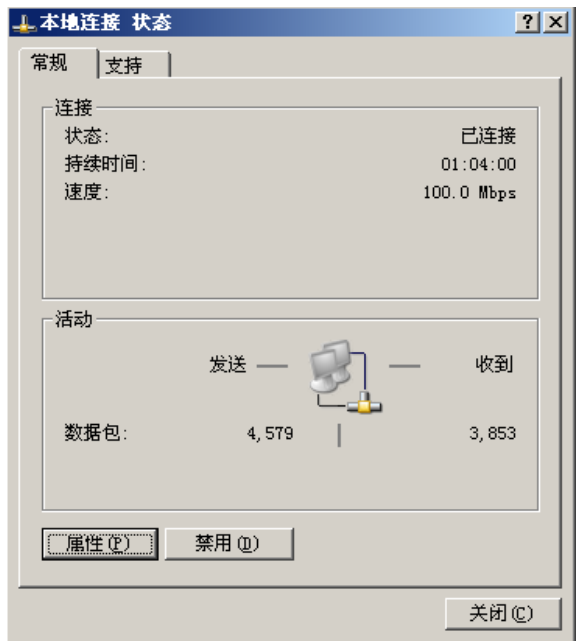 本地连接 状态
常规 支持
连接
状态: 已连接
持续时间: 01:04:00
速度: 100.0 Mbps
活动
发送 收到
数据包: 4,579 3,853
属性(P) 禁用(D)
关闭(C)